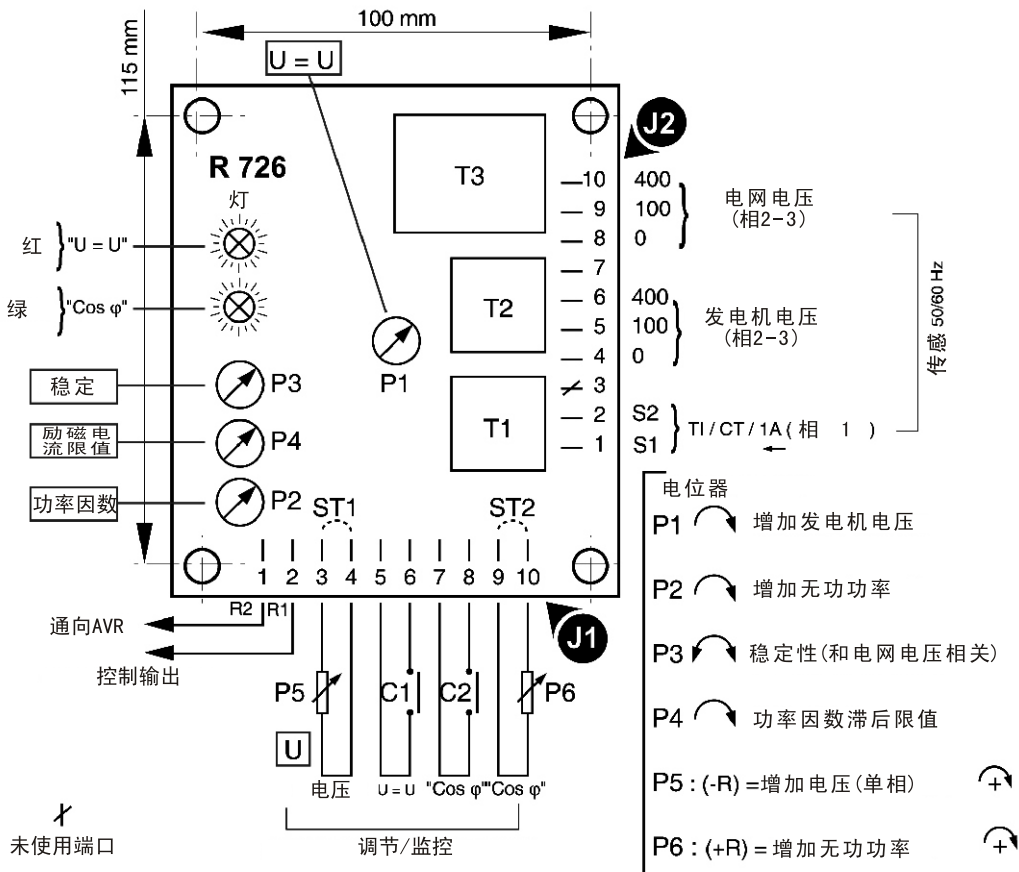 100 mm
115 mm
U = U
J2
R 726
灯
T3
10 400
9 100
8 0
电网电压
(相2-3)
红 "U = U"
7
绿 "Cos φ"
T2
6 400
5 100
4 0
发电机电压
(相2-3)
传感 50/60 Hz
P1
稳定
P3
3
励磁电
流限值
P4
T1
2 S2
1 S1
TI / CT / 1A ( 相 1 )
功率因数
P2
ST1
ST2
1 2 3 4 5 6 7 8 9 10
R2 R1
J1
通向AVR
控制输出
P5
C1
C2
P6
U
电压
U = U
"Cos φ"
"Cos φ"
调节/监控
未使用端口
电位器
P1 增加发电机电压
P2 增加无功功率
P3 稳定性(和电网电压相关)
P4 功率因数滞后限值
P5 : (-R) =增加电压(单相) +
P6 : (+R) = 增加无功功率 +